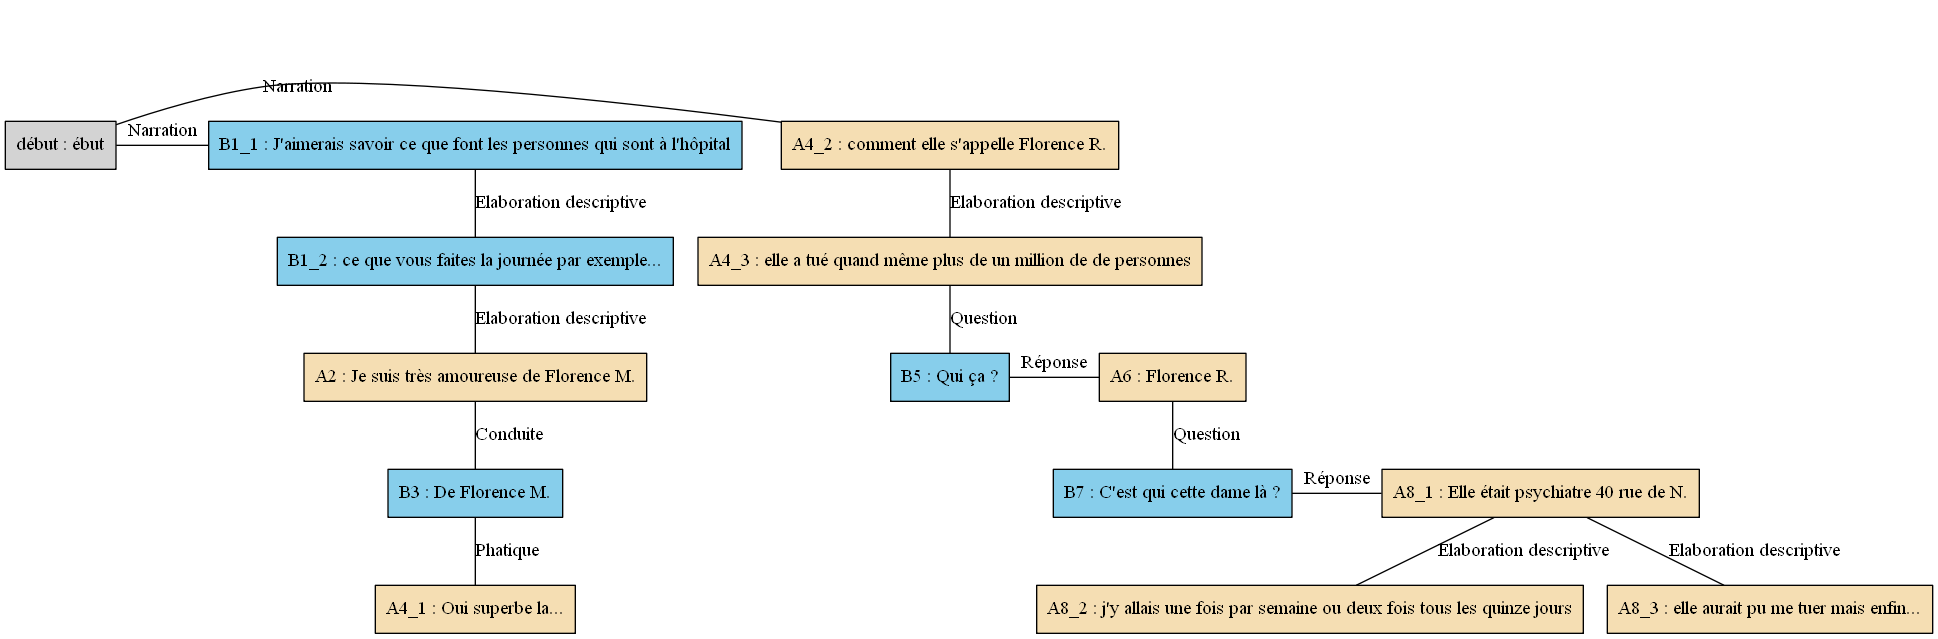 Narration
début : ébut
Narration
B1_1 : J'aimerais savoir ce que font les personnes qui sont à l'hôpital
A4_2 : comment elle s'appelle Florence R.
Elaboration descriptive
Elaboration descriptive
B1_2 : ce que vous faites la journée par exemple...
A4_3 : elle a tué quand même plus de un million de de personnes
Elaboration descriptive
Question
A2 : Je suis très amoureuse de Florence M.
B5 : Qui ça ?
Réponse
A6 : Florence R.
Conduite
Question
B3 : De Florence M.
B7 : C'est qui cette dame là ?
Réponse
A8_1 : Elle était psychiatre 40 rue de N.
Phatique
Elaboration descriptive
Elaboration descriptive
A4_1 : Oui superbe la...
A8_2 : j'y allais une fois par semaine ou deux fois tous les quinze jours
A8_3 : elle aurait pu me tuer mais enfin...